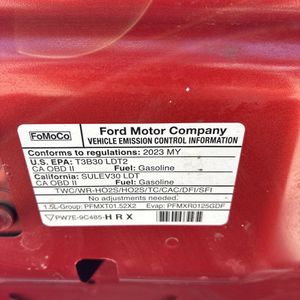 FoMoCo
Ford Motor Company
VEHICLE EMISSION CONTROL INFORMATION
Conforms to regulations: 2023 MY
U.S. EPA: T3B30 LDT2
CA OBD II Fuel: Gasoline
California: SULEV30 LDT
CA OBD II Fuel: Gasoline
TWC/WR-HO2S/HO2S/TC/CAC/DFI/SFI
No adjustments needed.
1.5L-Group: PFMXT01.52X2 Evap: PFMXR0125GDF
PW7E-9C485-HRX